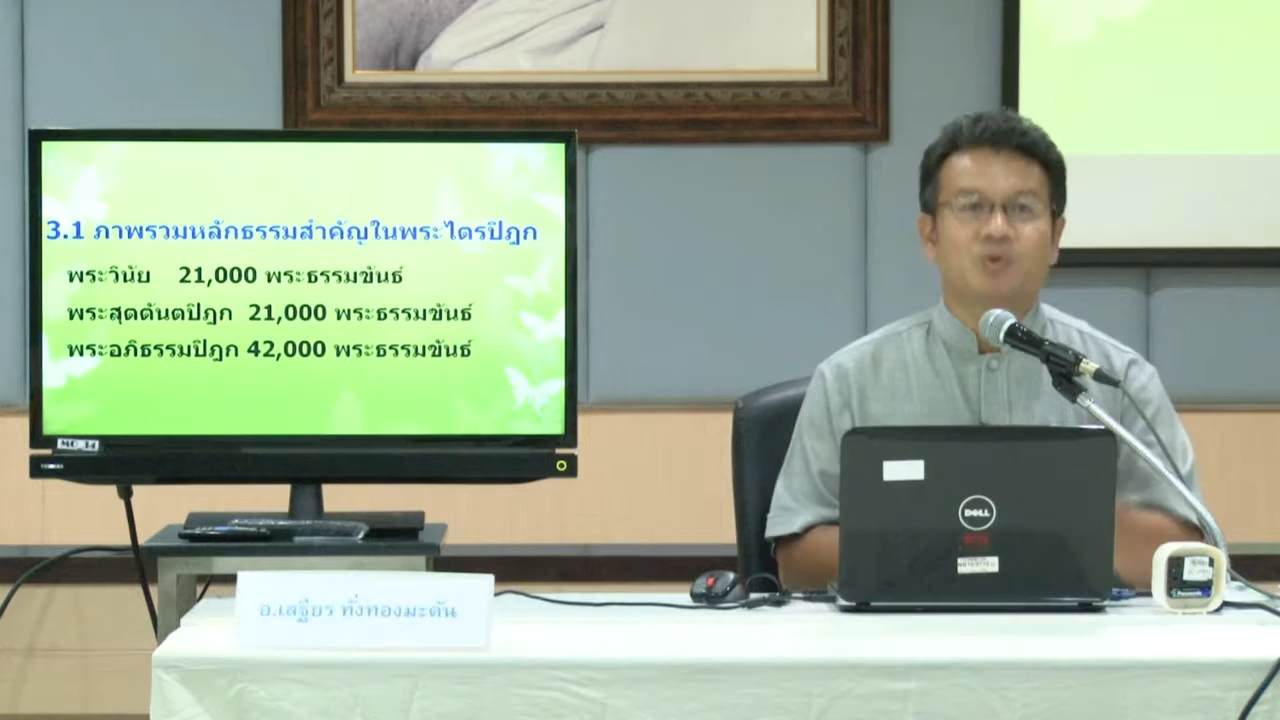 3.1 ภาพรวมหลักธรรมสำคัญในพระไตรปิฎก
พระวินัย 21,000 พระธรรมขันธ์
พระสุตตันตปิฎก 21,000 พระธรรมขันธ์
พระอภิธรรมปิฎก 42,000 พระธรรมขันธ์
อ.เสฐียร ทั่งทองมะดัน
DELL